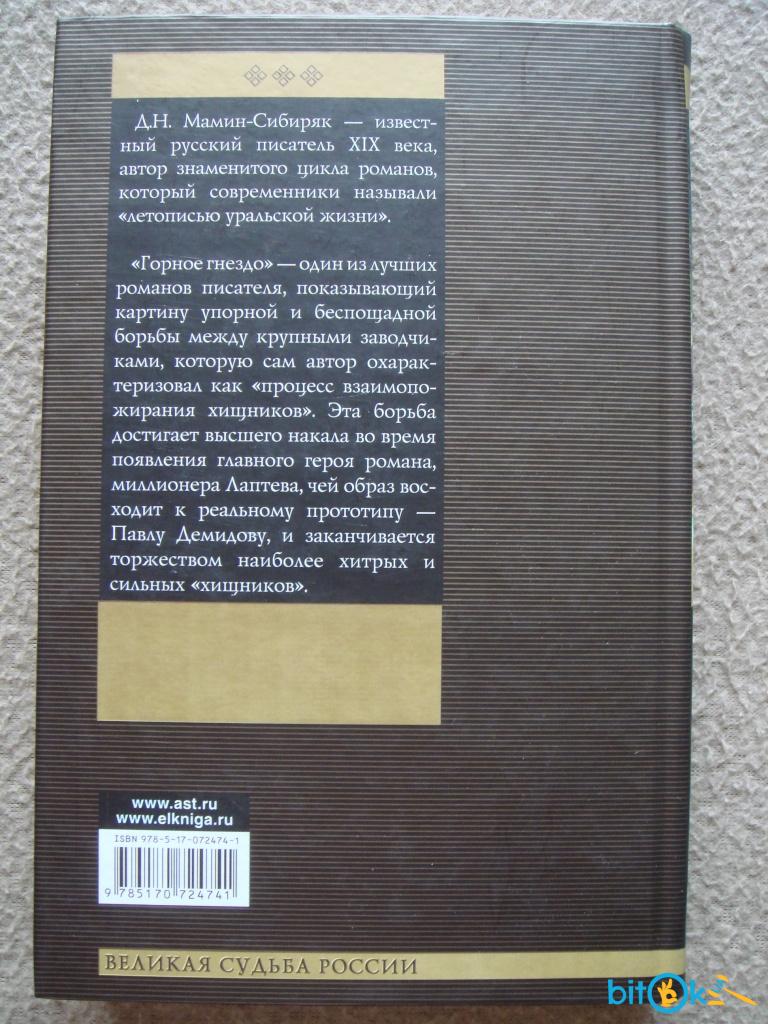 Д.Н. Мамин-Сибиряк — извест-
ный русский писатель XIX века,
автор знаменитого цикла романов,
который современники называли
«летописью уральской жизни».
«Горное гнездо» — один из лучших
романов писателя, показывающий
картину упорной и беспощадной
борьбы между крупными заводчи-
ками, которую сам автор охарак-
теризовал как «процесс взаимопо-
жирания хищников». Эта борьба
достигает высшего накала во время
появления главного героя романа,
миллионера Лаптева, чей образ вос-
ходит к реальному прототипу —
Павлу Демидову, и заканчивается
торжеством наиболее хитрых и
сильных «хищников».
www.ast.ru
www.elkniga.ru
ISBN 978-5-17-072474-1
9 785170 724741
ВЕЛИКАЯ СУДЬБА РОССИИ
bitOk